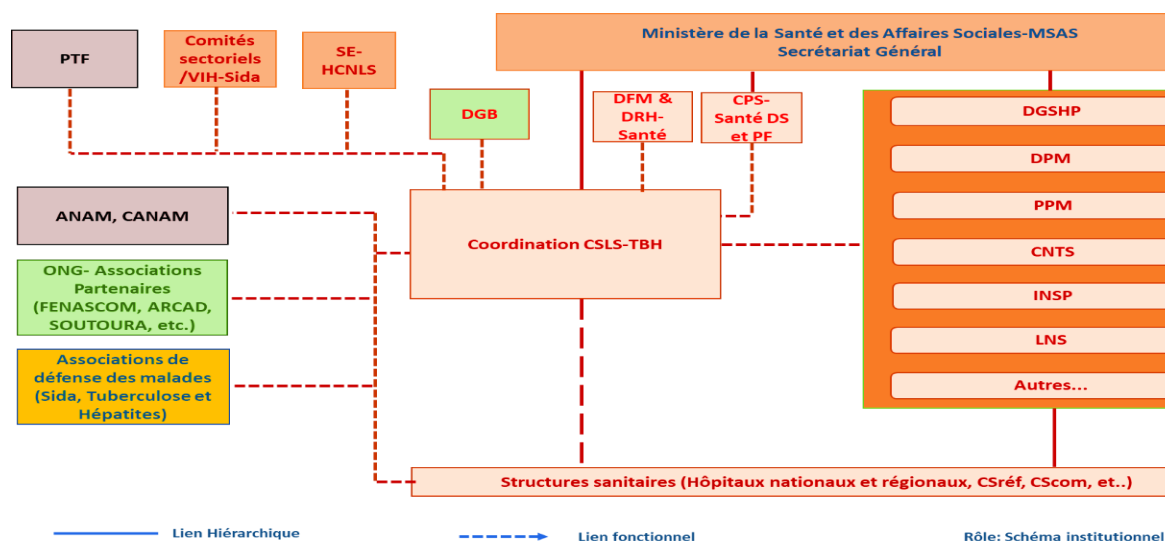 Ministère de la Santé et des Affaires Sociales-MSAS
Secrétariat Général
PTF
Comités
sectoriels
/VIH-Sida
SE-
HCNLS
DGB
DFM &
DRH-
Santé
CPS-
Santé DS
et PF
DGSHP
DPM
PPM
CNTS
INSP
LNS
Autres...
ANAM, CANAM
Coordination CSLS-TBH
ONG- Associations
Partenaires
(FENASCOM, ARCAD,
SOUTOURA, etc.)
Associations de
défense des malades
(Sida, Tuberculose et
Hépatites)
Structures sanitaires (Hôpitaux nationaux et régionaux, CSréf, CScom, et..)
Lien Hiérarchique
Lien fonctionnel
Rôle: Schéma institutionnel